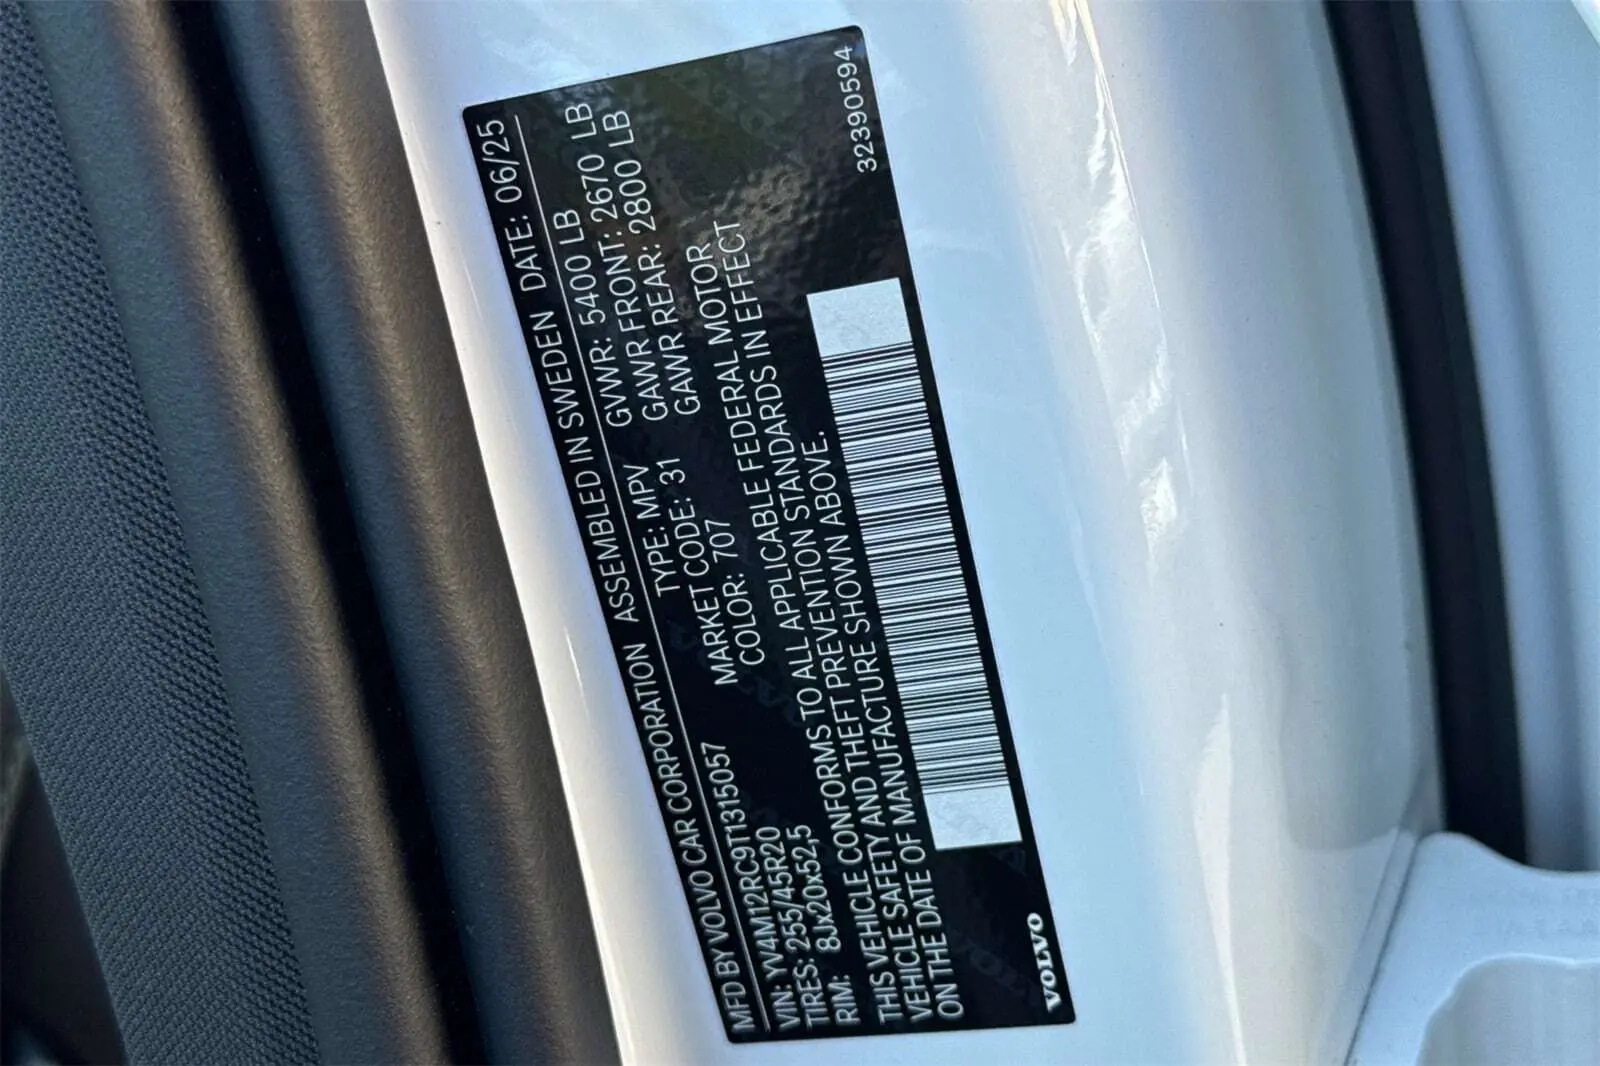 MFD BY VOLVO CAR CORPORATION ASSEMBLED IN SWEDEN DATE: 06/25
VIN: YV4M12RC9T1315057 TYPE: MPV GVWR: 5400 LB
TIRES: 255/45R20 MARKET CODE: 31 GAWR FRONT: 2670 LB
RIM: 8Jx20x52,5 COLOR: 707 GAWR REAR: 2800 LB
THIS VEHICLE CONFORMS TO ALL APPLICABLE FEDERAL MOTOR
VEHICLE SAFETY AND THEFT PREVENTION STANDARDS IN EFFECT
ON THE DATE OF MANUFACTURE SHOWN ABOVE.
VOLVO
32390594